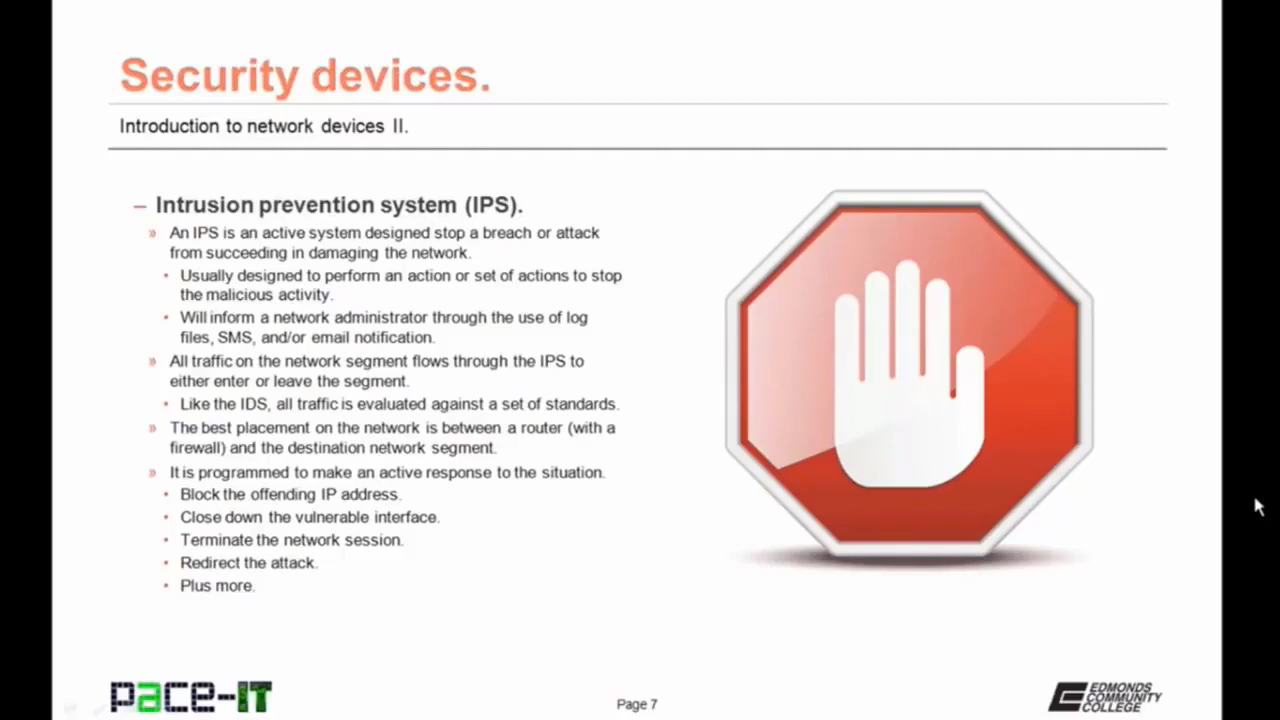 Security devices.
Introduction to network devices II.
– Intrusion prevention system (IPS).
» An IPS is an active system designed stop a breach or attack
from succeeding in damaging the network.
• Usually designed to perform an action or set of actions to stop
the malicious activity.
• Will inform a network administrator through the use of log
files, SMS, and/or email notification.
» All traffic on the network segment flows through the IPS to
either enter or leave the segment.
• Like the IDS, all traffic is evaluated against a set of standards.
» The best placement on the network is between a router (with a
firewall) and the destination network segment.
» It is programmed to make an active response to the situation.
• Block the offending IP address.
• Close down the vulnerable interface.
• Terminate the network session.
• Redirect the attack.
• Plus more.
pace-IT
Page 7
EDMONDS
COMMUNITY
COLLEGE